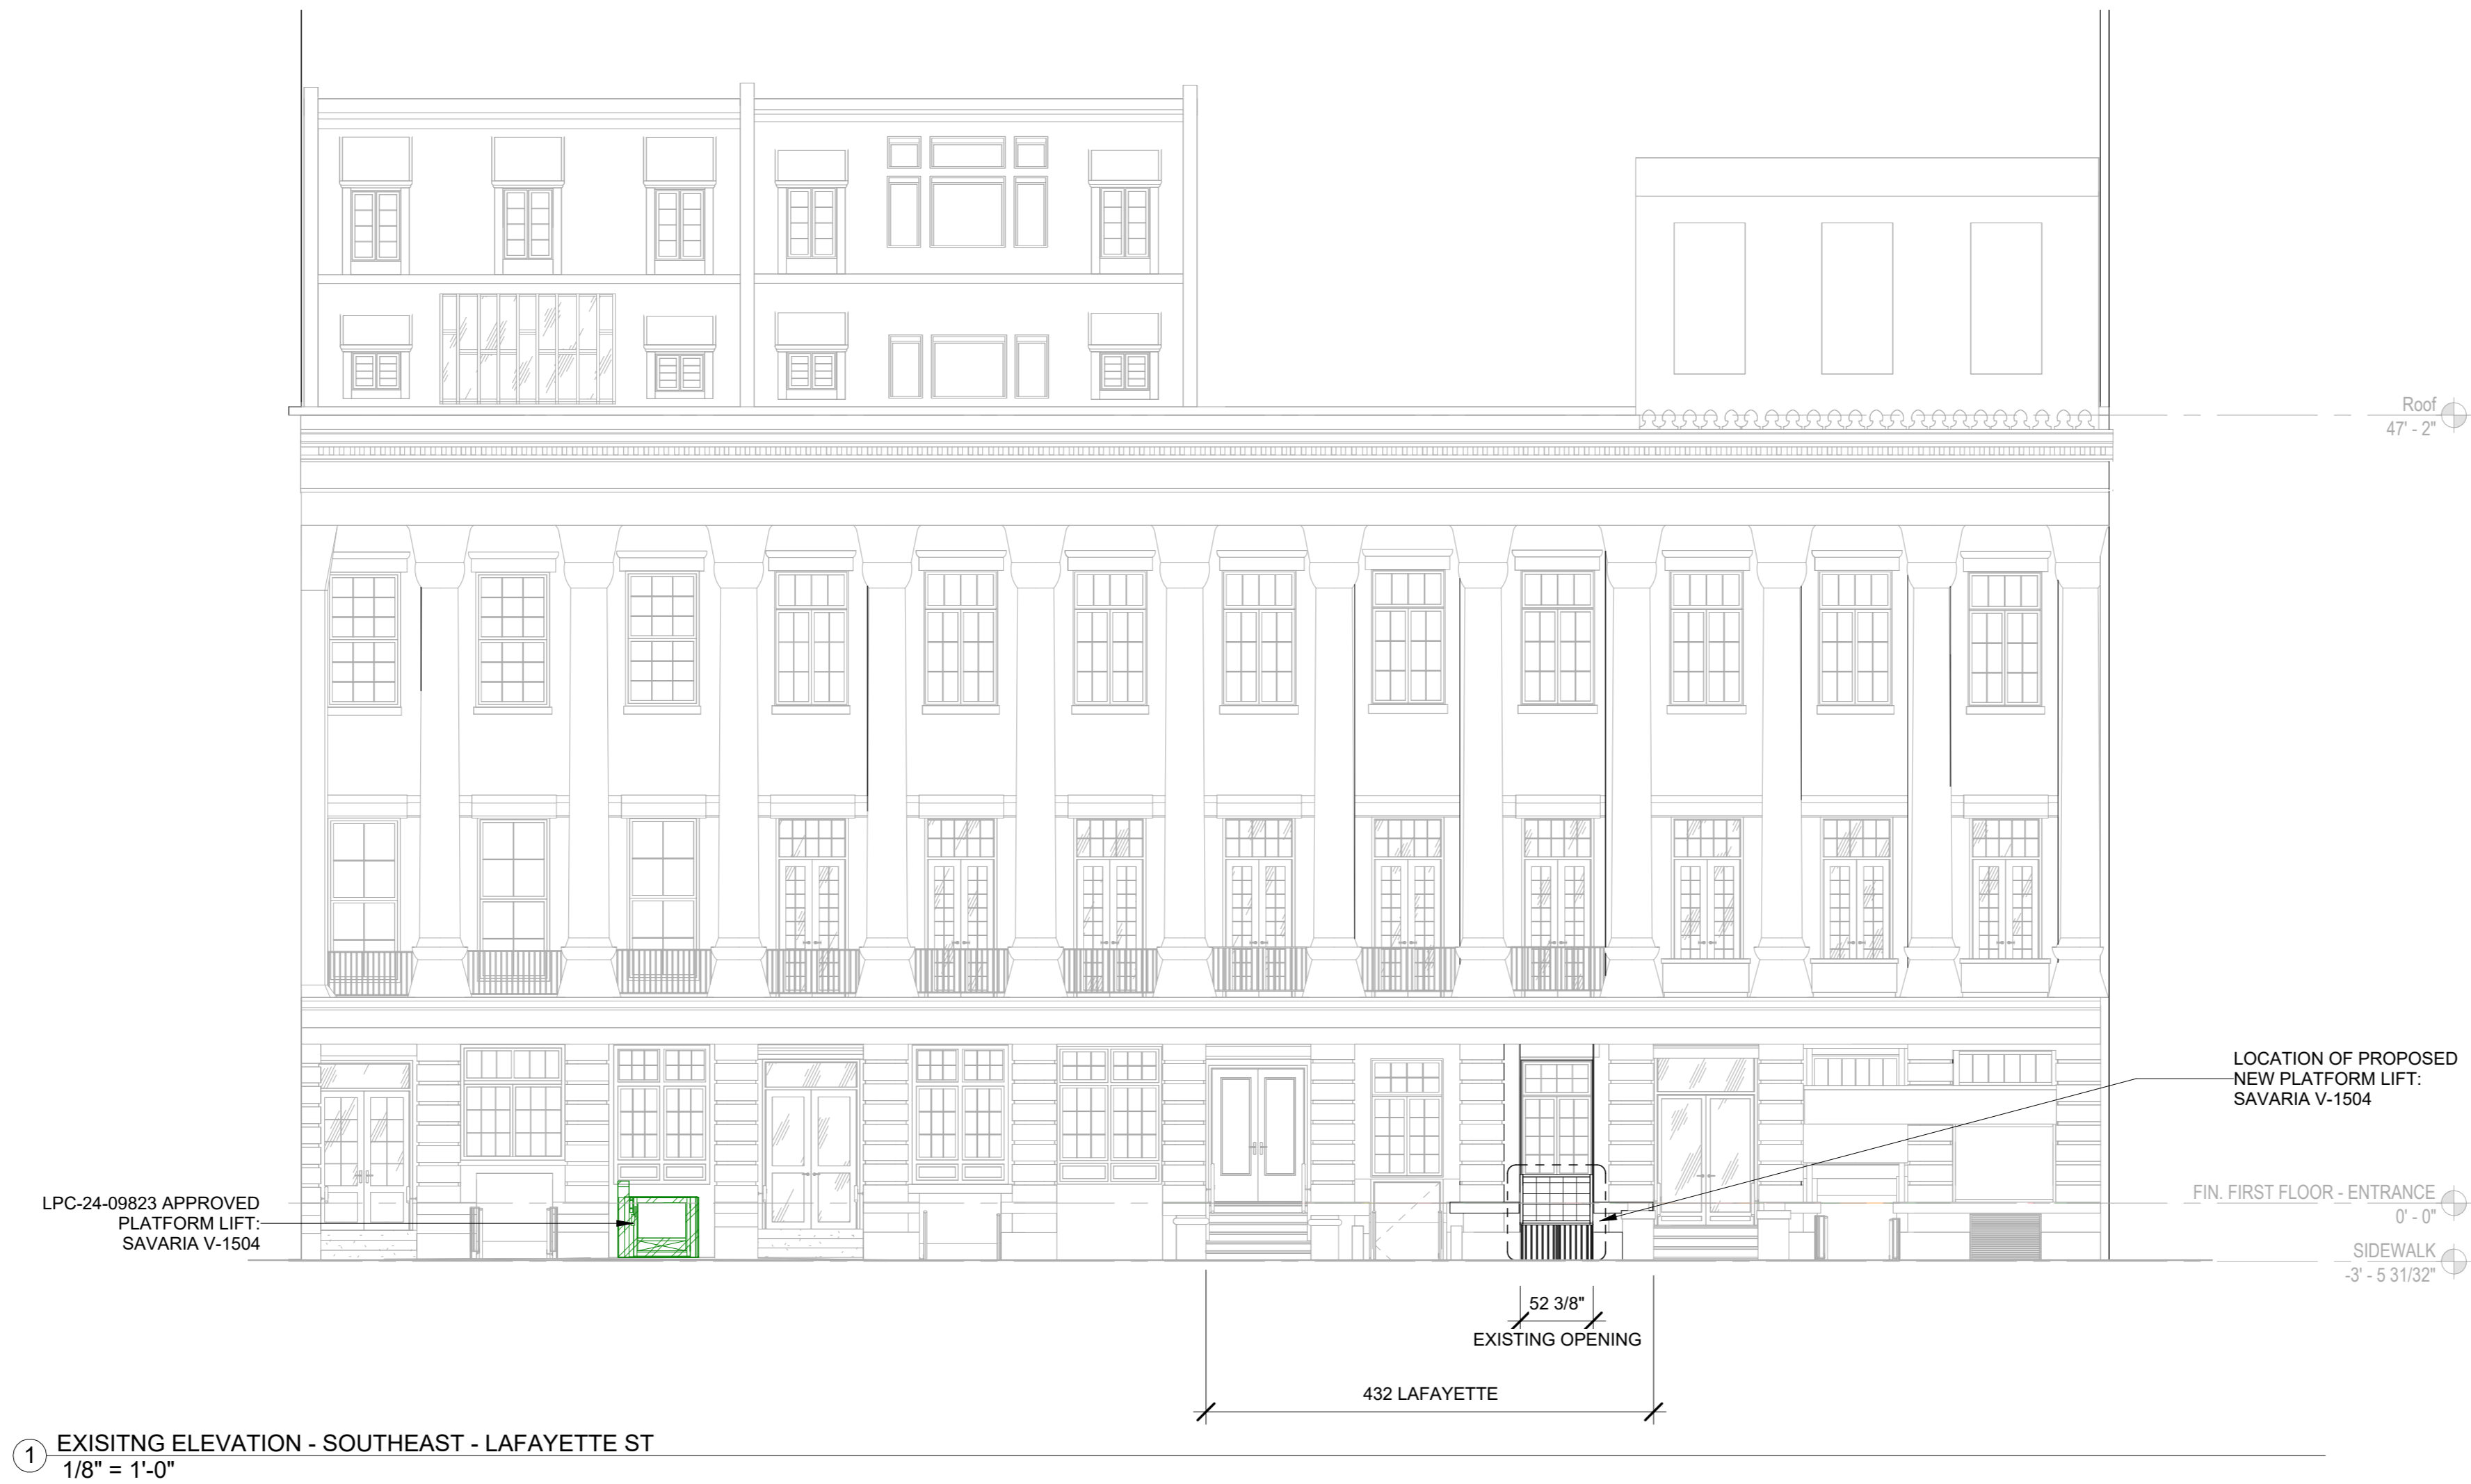 Roof
47' - 2"
LOCATION OF PROPOSED
NEW PLATFORM LIFT:
SAVARIA V-1504
LPC-24-09823 APPROVED
PLATFORM LIFT:
SAVARIA V-1504
FIN. FIRST FLOOR - ENTRANCE
0' - 0"
SIDEWALK
-3' - 5 31/32"
52 3/8"
EXISTING OPENING
432 LAFAYETTE
1 EXISITNG ELEVATION - SOUTHEAST - LAFAYETTE ST
1/8" = 1'-0"